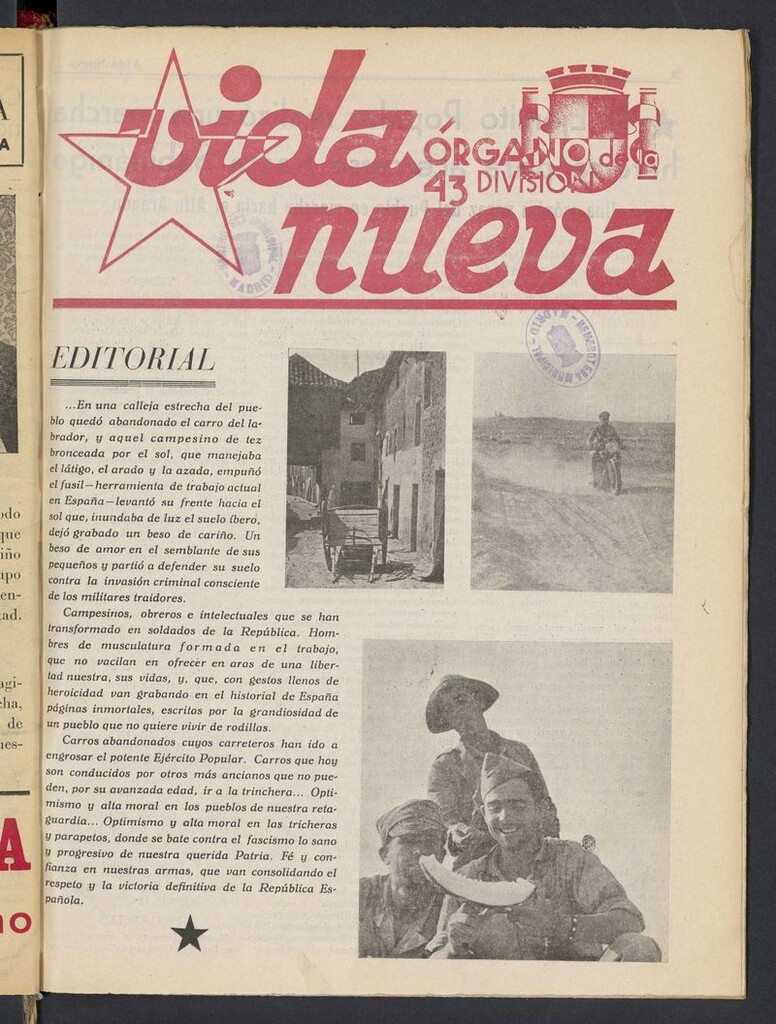 vida
ÓRGANO de la
43 DIVISION
nueva
HEMEROTECA MUNICIPAL
MADRID
EDITORIAL
...En una calleja estrecha del pue-
blo quedó abandonado el carro del la-
brador, y aquel campesino de tez
bronceada por el sol, que manejaba
el látigo, el arado y la azada, empuñó
el fusil—herramienta de trabajo actual
en España—levantó su frente hacia el
sol que, inundaba de luz el suelo íbero,
dejó grabado un beso de cariño. Un
beso de amor en el semblante de sus
pequeños y partió a defender su suelo
contra la invasión criminal consciente
de los militares traidores.
Campesinos, obreros e intelectuales que se han
transformado en soldados de la República. Hom-
bres de musculatura formada en el trabajo,
que no vacilan en ofrecer en aras de una liber-
tad nuestra, sus vidas, y, que, con gestos llenos de
heroicidad van grabando en el historial de España
páginas inmortales, escritas por la grandiosidad de
un pueblo que no quiere vivir de rodillas.
Carros abandonados cuyos carreteros han ido a
engrosar el potente Ejército Popular. Carros que hoy
son conducidos por otros más ancianos que no pue-
den, por su avanzada edad, ir a la trinchera... Opti-
mismo y alta moral en los pueblos de nuestra reta-
guardia... Optimismo y alta moral en las tricheras
y parapetos, donde se bate contra el fascismo lo sano
y progresivo de nuestra querida Patria. Fé y con-
fianza en nuestras armas, que van consolidando el
respeto y la victoria definitiva de la República Es-
pañola.